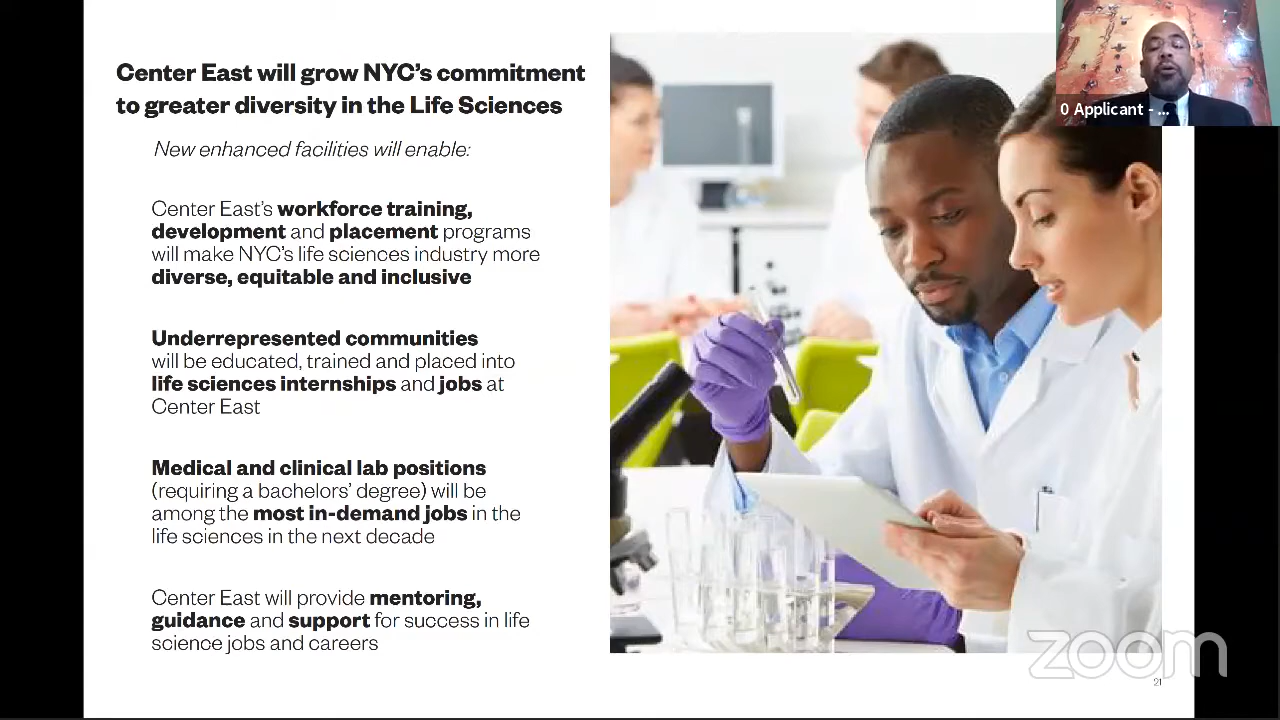 Center East will grow NYC's commitment
to greater diversity in the Life Sciences
New enhanced facilities will enable:
Center East's workforce training,
development and placement programs
will make NYC's life sciences industry more
diverse, equitable and inclusive
Underrepresented communities
will be educated, trained and placed into
life sciences internships and jobs at
Center East
Medical and clinical lab positions
(requiring a bachelors' degree) will be
among the most in-demand jobs in the
life sciences in the next decade
Center East will provide mentoring,
guidance and support for success in life
science jobs and careers
0 Applicant - ...
zoom
21